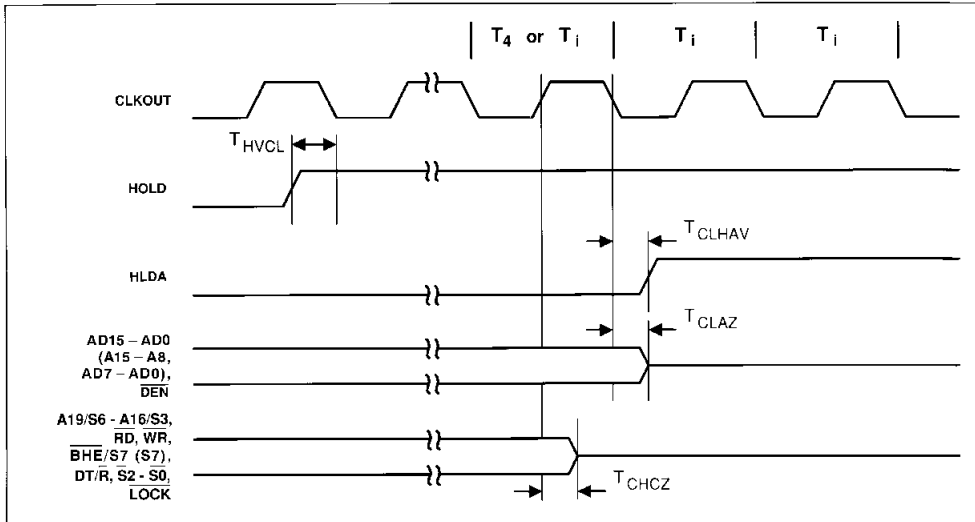 T4 or Ti
Ti
Ti
CLKOUT
THVCL
HOLD
TCLHAV
HLDA
TCLAZ
AD15 – AD0
(A15 – A8,
AD7 – AD0),
DEN
A19/S6 - A16/S3,
RD, WR,
BHE/S7 (S7),
DT/R, S2 - S0,
LOCK
TCHCZ